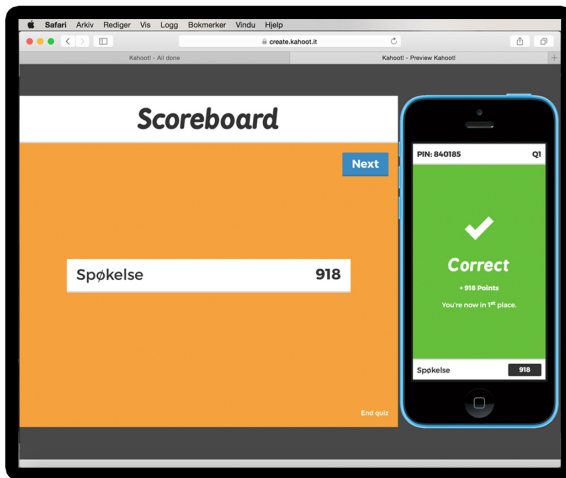 Safari Arkiv Rediger Vis Logg Bokmerker Vindu Hjelp
create.kahoot.it
Kahoot! - All done
Kahoot! - Preview Kahoot!
Scoreboard
Next
Spøkelse 918
End quiz
PIN: 840185 Q1
Correct
+ 918 Points
You're now in 1st place.
Spøkelse 918